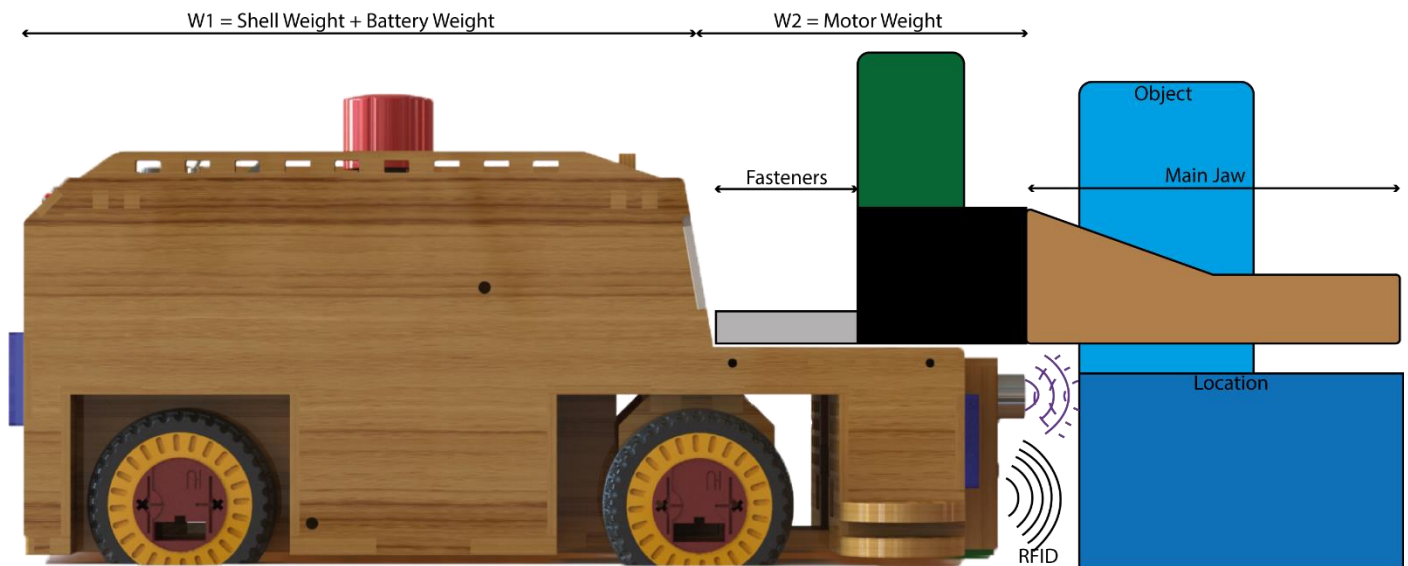 W1 = Shell Weight + Battery Weight
W2 = Motor Weight
Object
Fasteners
Main Jaw
Location
RFID